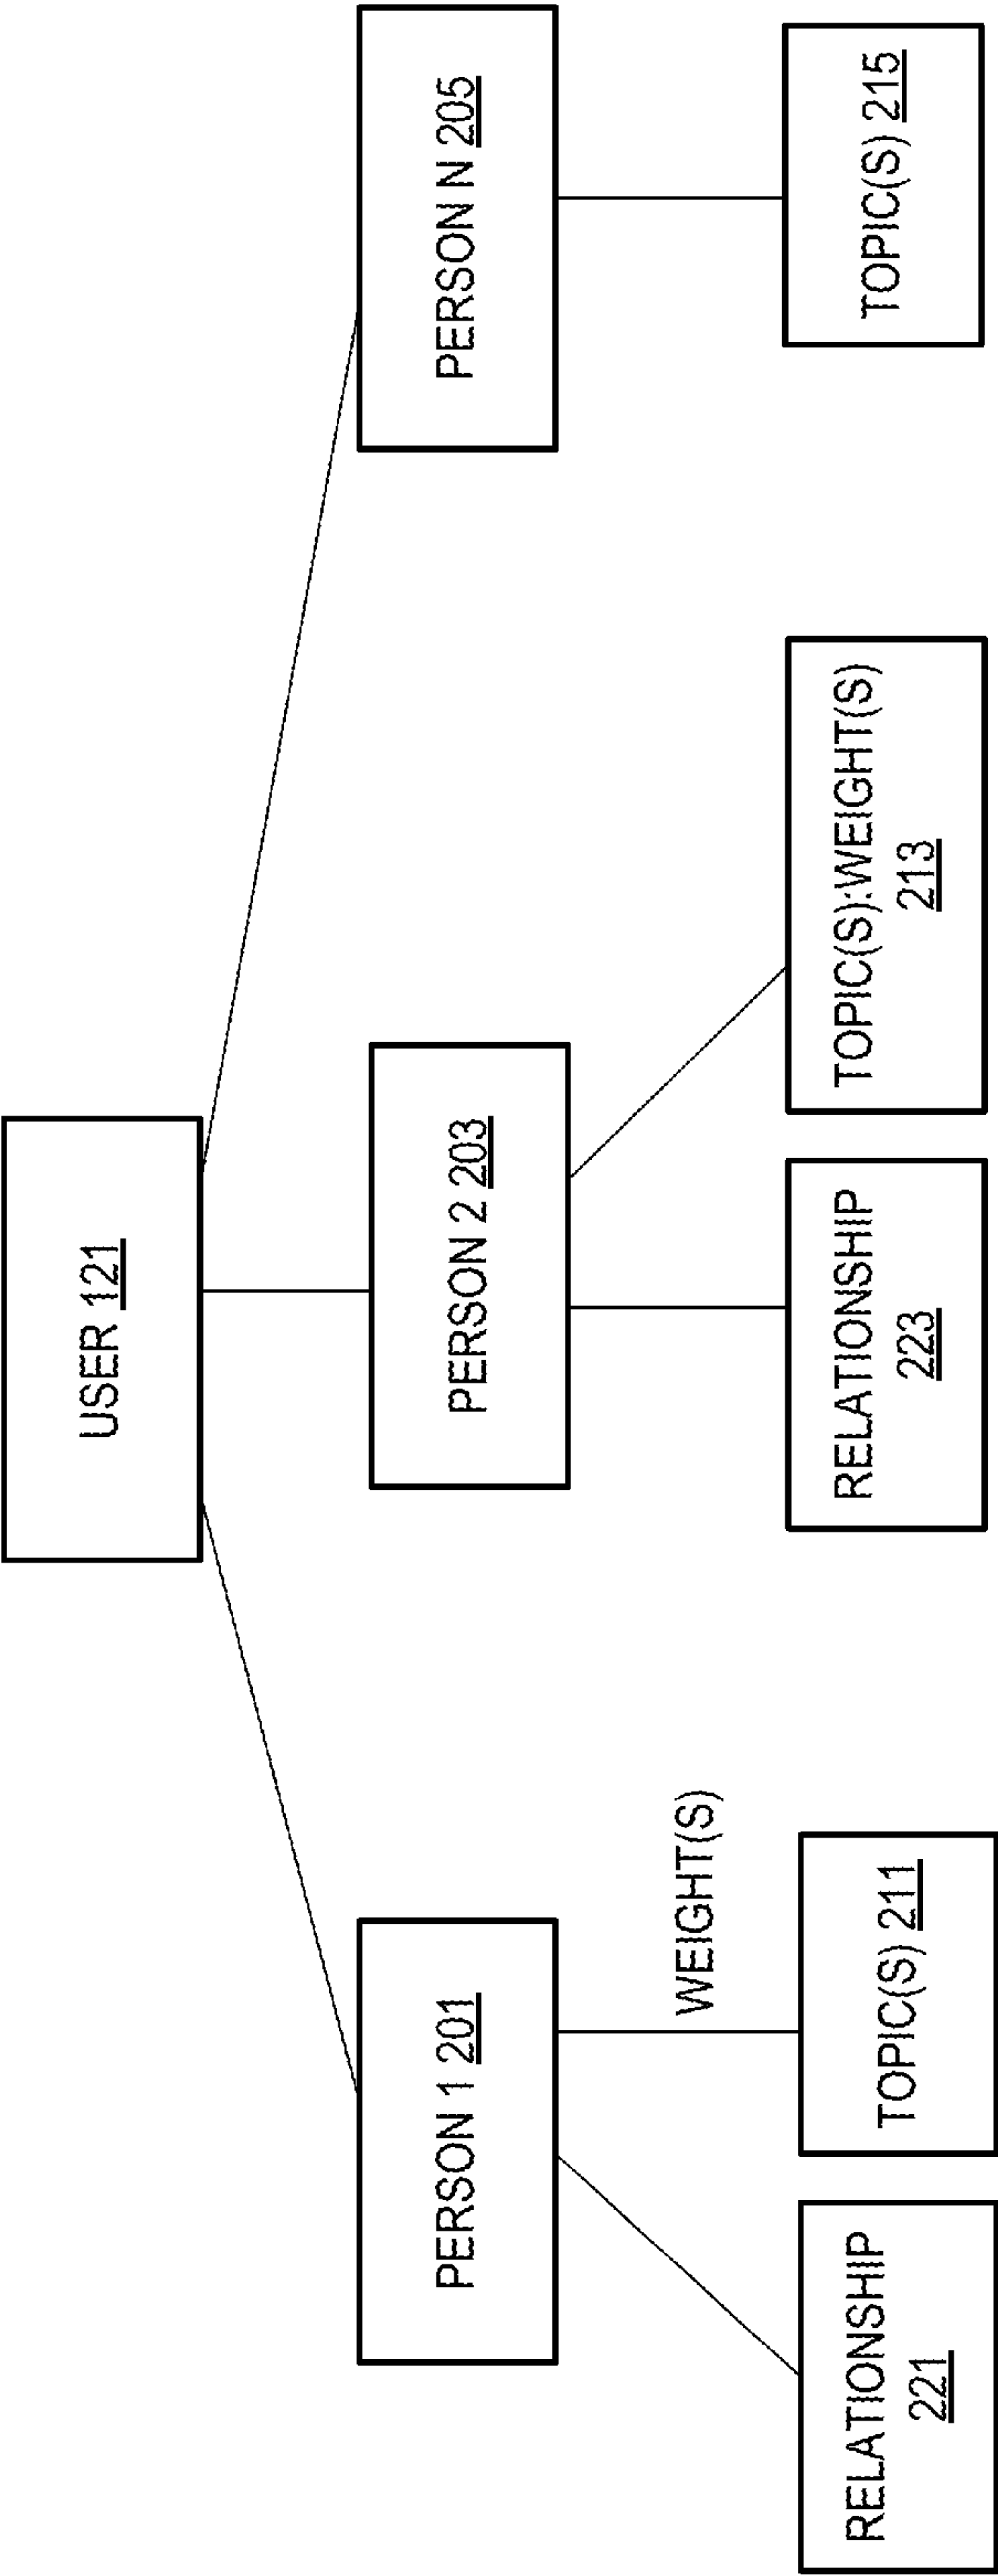 USER 121
PERSON 1 201
PERSON 2 203
PERSON N 205
WEIGHT(S)
RELATIONSHIP
221
TOPIC(S) 211
RELATIONSHIP
223
TOPIC(S):WEIGHT(S)
213
TOPIC(S) 215